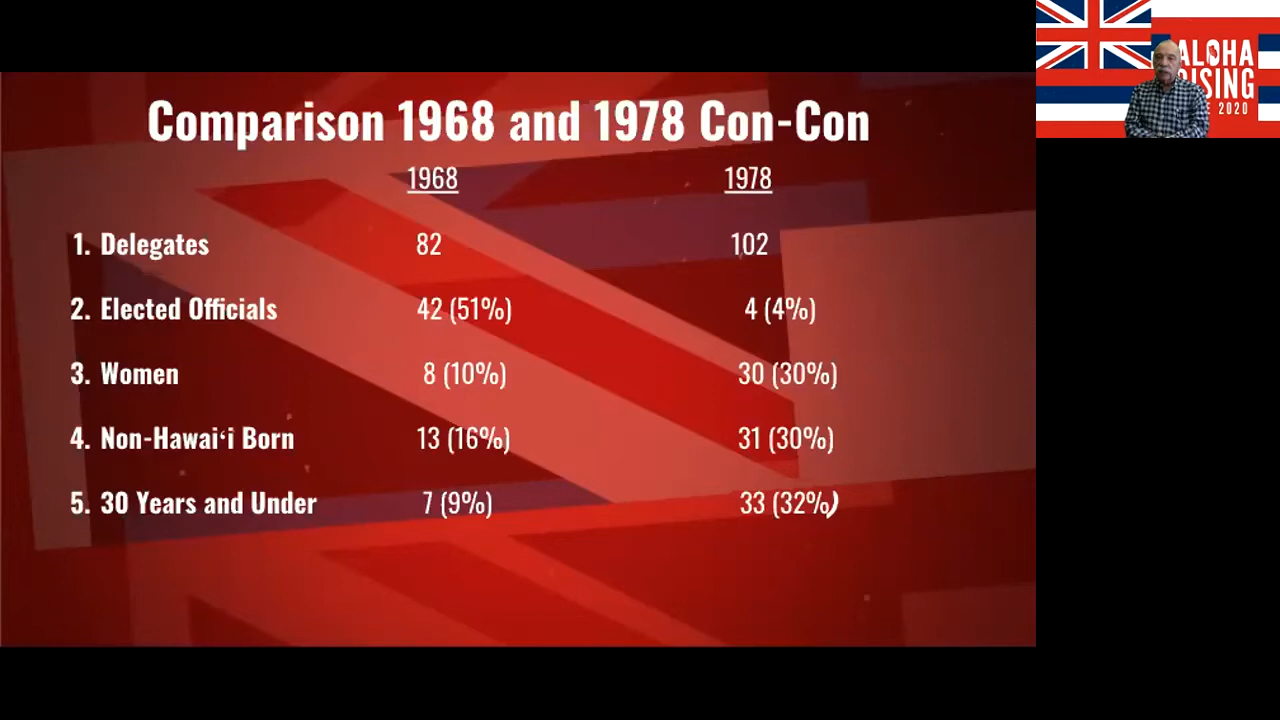 Comparison 1968 and 1978 Con-Con
1968 1978
1. Delegates 82 102
2. Elected Officials 42 (51%) 4 (4%)
3. Women 8 (10%) 30 (30%)
4. Non-Hawaiʻi Born 13 (16%) 31 (30%)
5. 30 Years and Under 7 (9%) 33 (32%)
ALOHA
ISING
2020